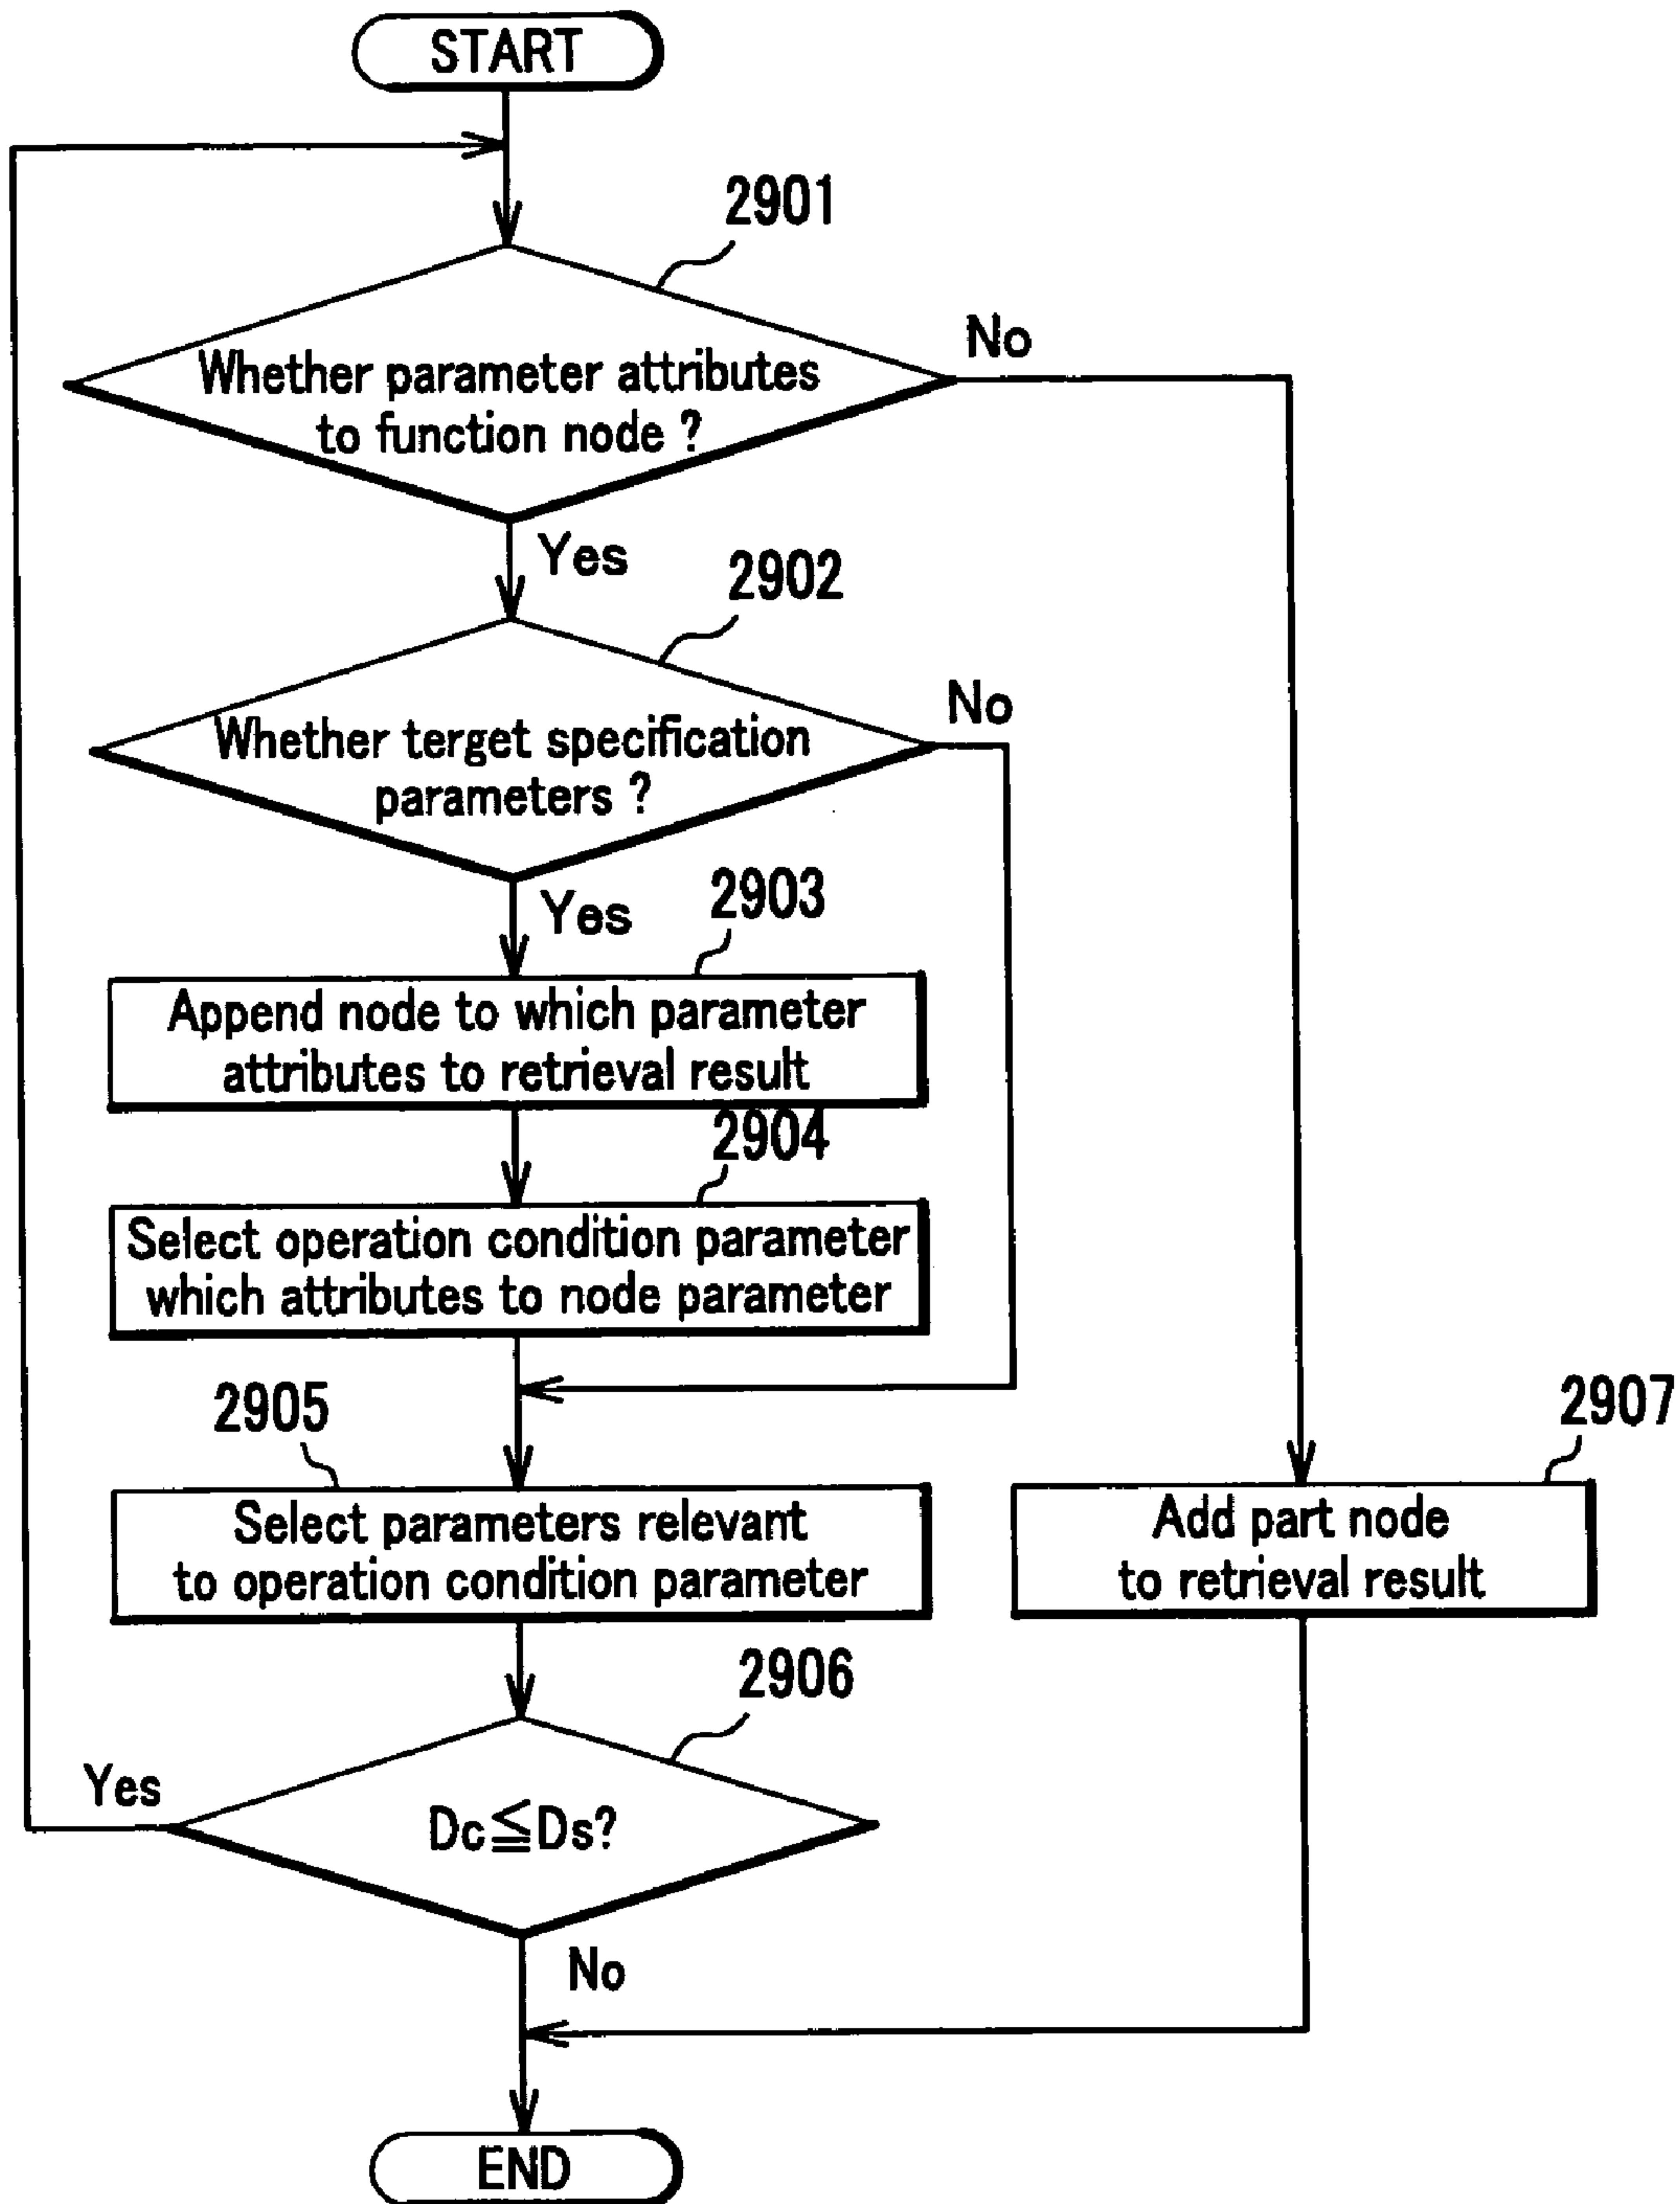 START
2901
No
Whether parameter attributes
to function node ?
Yes
2902
No
Whether terget specification
parameters ?
Yes
2903
Append node to which parameter
attributes to retrieval result
2904
Select operation condition parameter
which attributes to node parameter
2905
2907
Select parameters relevant
to operation condition parameter
Add part node
to retrieval result
2906
Yes
Dc≦Ds?
No
END